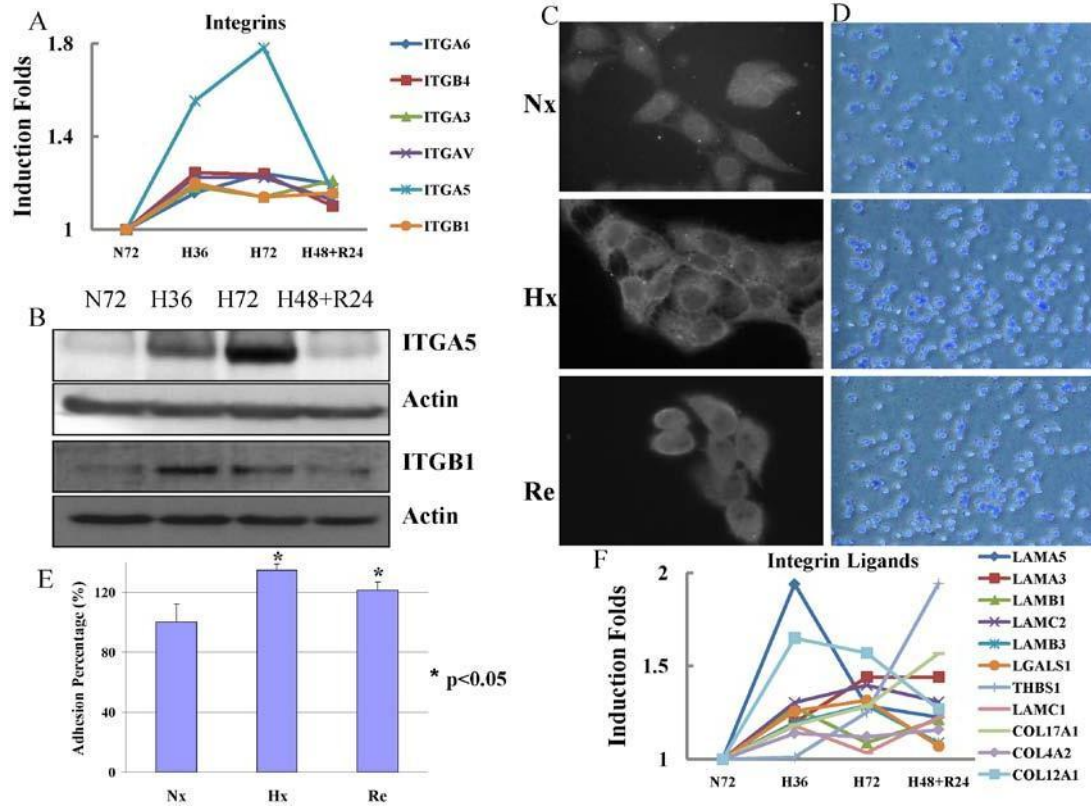 A
Integrins
Induction Folds
1.8
1.4
1
N72 H36 H72 H48+R24
ITGA6
ITGB4
ITGA3
ITGAV
ITGA5
ITGB1
B
N72 H36 H72 H48+R24
ITGA5
Actin
ITGB1
Actin
C
Nx
Hx
Re
D
E
Adhesion Percentage (%)
120
80
40
0
* *
Nx Hx Re
* p<0.05
F
Integrin Ligands
Induction Folds
2
1.5
1
N72 H36 H72 H48+R24
LAMA5
LAMA3
LAMB1
LAMC2
LAMB3
LGALS1
THBS1
LAMC1
COL17A1
COL4A2
COL12A1